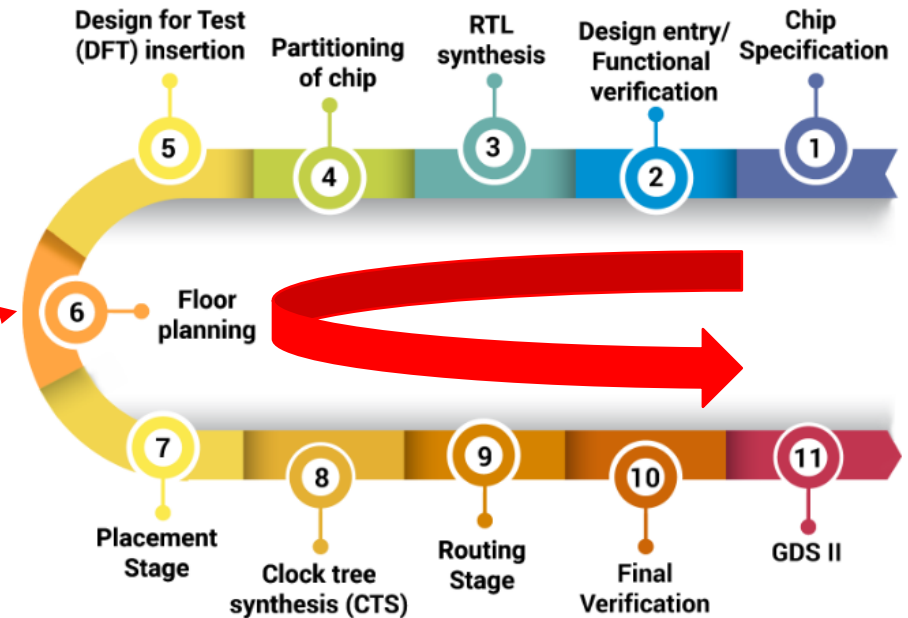 Chip
Specification
1
Design entry/
Functional
verification
2
RTL
synthesis
3
Partitioning
of chip
4
Design for Test
(DFT) insertion
5
6
Floor
planning
7
Placement
Stage
8
Clock tree
synthesis (CTS)
9
Routing
Stage
10
Final
Verification
11
GDS II